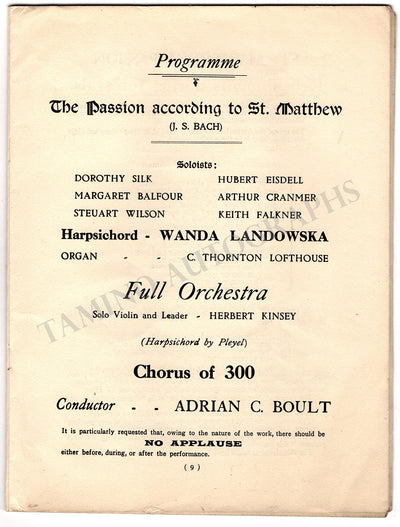 Programme
The Passion according to St. Matthew
(J. S. BACH)
Soloists:
DOROTHY SILK HUBERT EISDELL
MARGARET BALFOUR ARTHUR CRANMER
STEUART WILSON KEITH FALKNER
Harpsichord - WANDA LANDOWSKA
ORGAN - - C. THORNTON LOFTHOUSE
Full Orchestra
Solo Violin and Leader - HERBERT KINSEY
(Harpsichord by Pleyel)
Chorus of 300
Conductor - - ADRIAN C. BOULT
It is particularly requested that, owing to the nature of the work, there should be
NO APPLAUSE
either before, during, or after the performance.
(9)
TAMINO AUTOGRAPHS